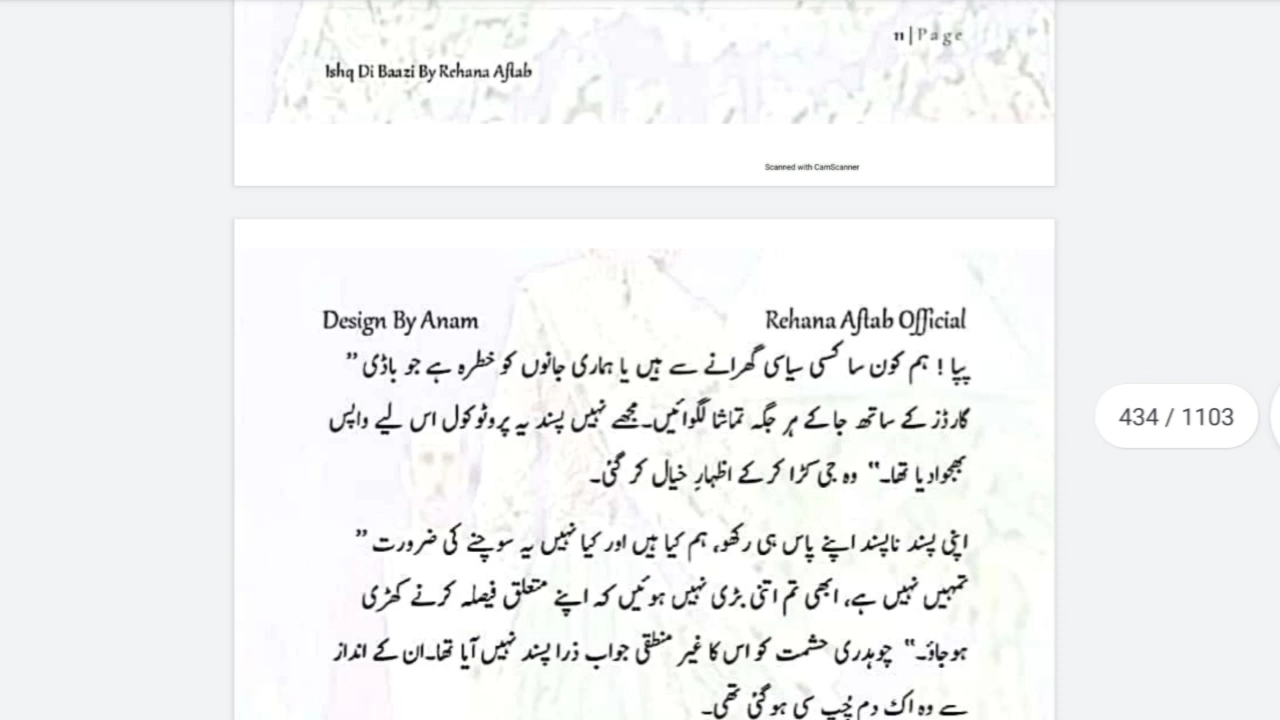 11 | Page
Ishq Di Baazi By Rehana Aftab
Scanned with CamScanner
Design By Anam
Rehana Aftab Official
پپا ! ہم کون سا کسی سیاسی گھرانے سے ہیں یا ہماری جانوں کو خطرہ ہے جو باڈی ”
گارڈز کے ساتھ جا کے ہر جگہ تماشا لگوائیں۔ مجھے نہیں پسند یہ پروٹوکول اس لیے واپس
بھجوادیا تھا۔“ وہ جی کڑا کر کے اظہارِ خیال کر گئی۔
اپنی پسند ناپسند اپنے پاس ہی رکھو، ہم کیا ہیں اور کیا نہیں یہ سوچنے کی ضرورت ”
تمہیں نہیں ہے، ابھی تم اتنی بڑی نہیں ہوئیں کہ اپنے متعلق فیصلہ کرنے کھڑی
ہوجاؤ۔“ چوہدری حشمت کو اس کا غیر منطقی جواب ذرا پسند نہیں آیا تھا۔ ان کے انداز
سے وہ اک دم چُپ سی ہوگئی تھی۔
434 / 1103